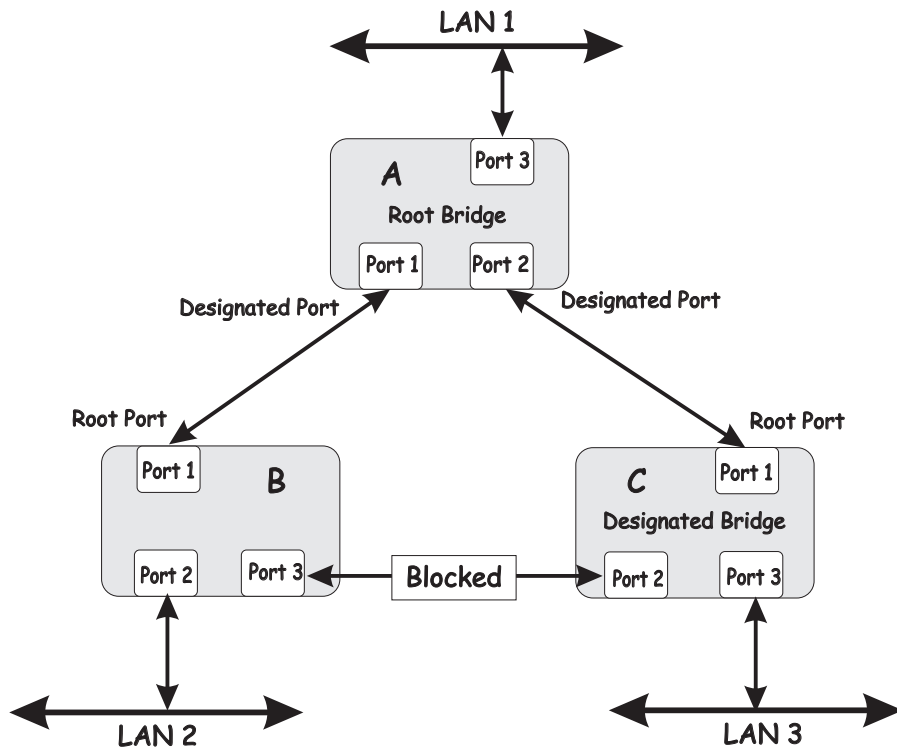 LAN 1
Port 3
A
Root Bridge
Port 1
Port 2
Designated Port
Designated Port
Root Port
Root Port
Port 1
B
Port 1
C
Designated Bridge
Port 2
Port 3
Blocked
Port 2
Port 3
LAN 2
LAN 3